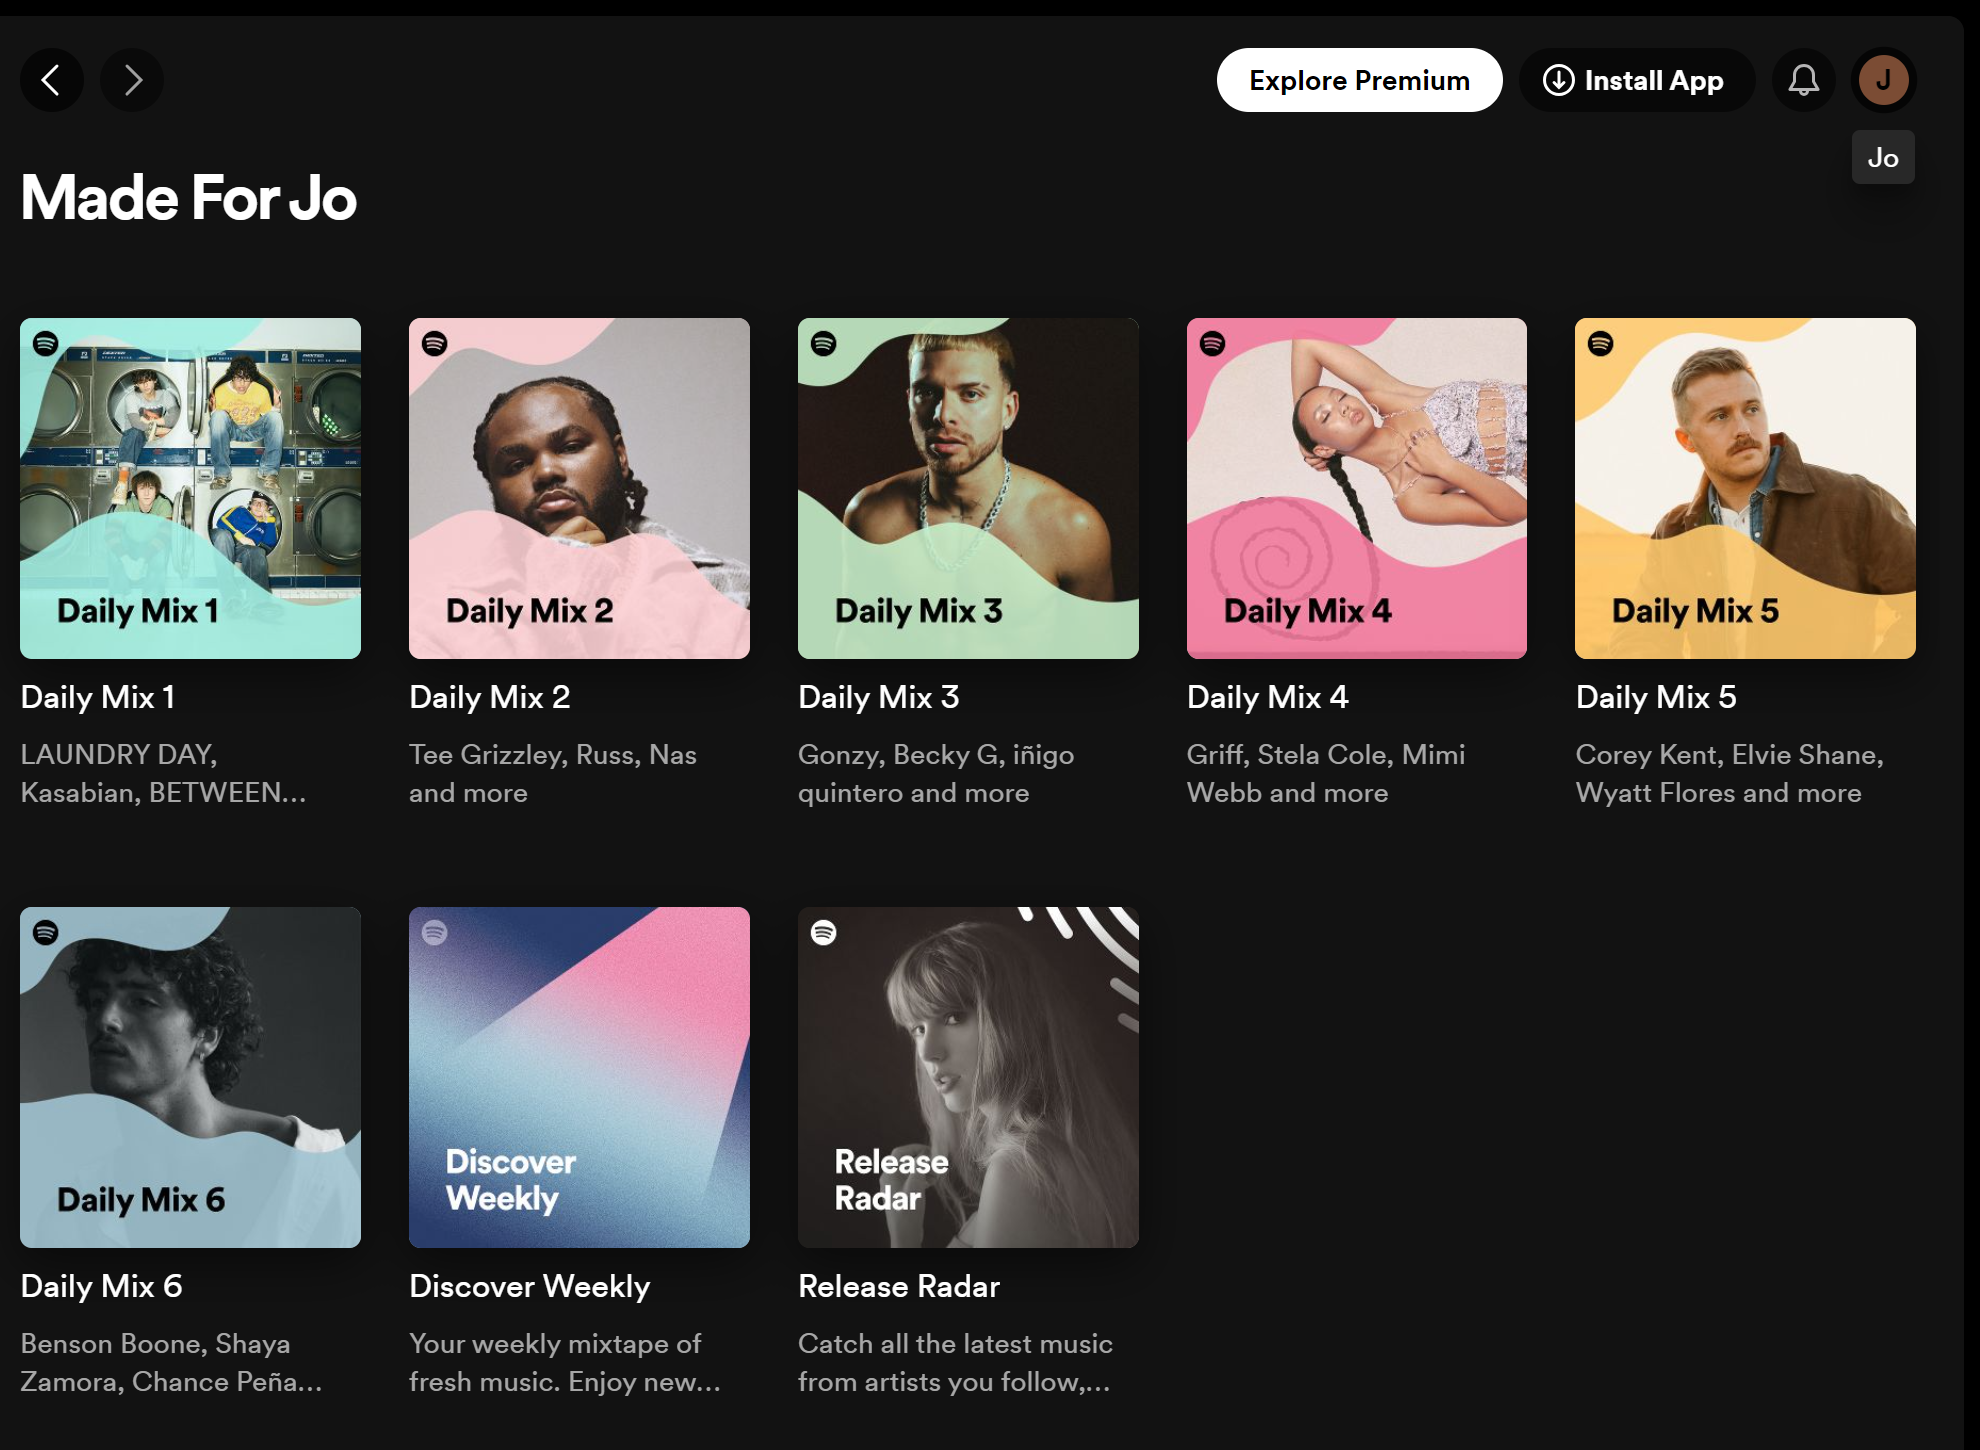 Explore Premium
Install App
J
Jo
Made For Jo
Daily Mix 1
Daily Mix 2
Daily Mix 3
Daily Mix 4
Daily Mix 5
Daily Mix 1
LAUNDRY DAY,
Kasabian, BETWEEN...
Daily Mix 2
Tee Grizzley, Russ, Nas
and more
Daily Mix 3
Gonzy, Becky G, iñigo
quintero and more
Daily Mix 4
Griff, Stela Cole, Mimi
Webb and more
Daily Mix 5
Corey Kent, Elvie Shane,
Wyatt Flores and more
Daily Mix 6
Discover
Weekly
Release
Radar
Daily Mix 6
Benson Boone, Shaya
Zamora, Chance Peña...
Discover Weekly
Your weekly mixtape of
fresh music. Enjoy new...
Release Radar
Catch all the latest music
from artists you follow,...